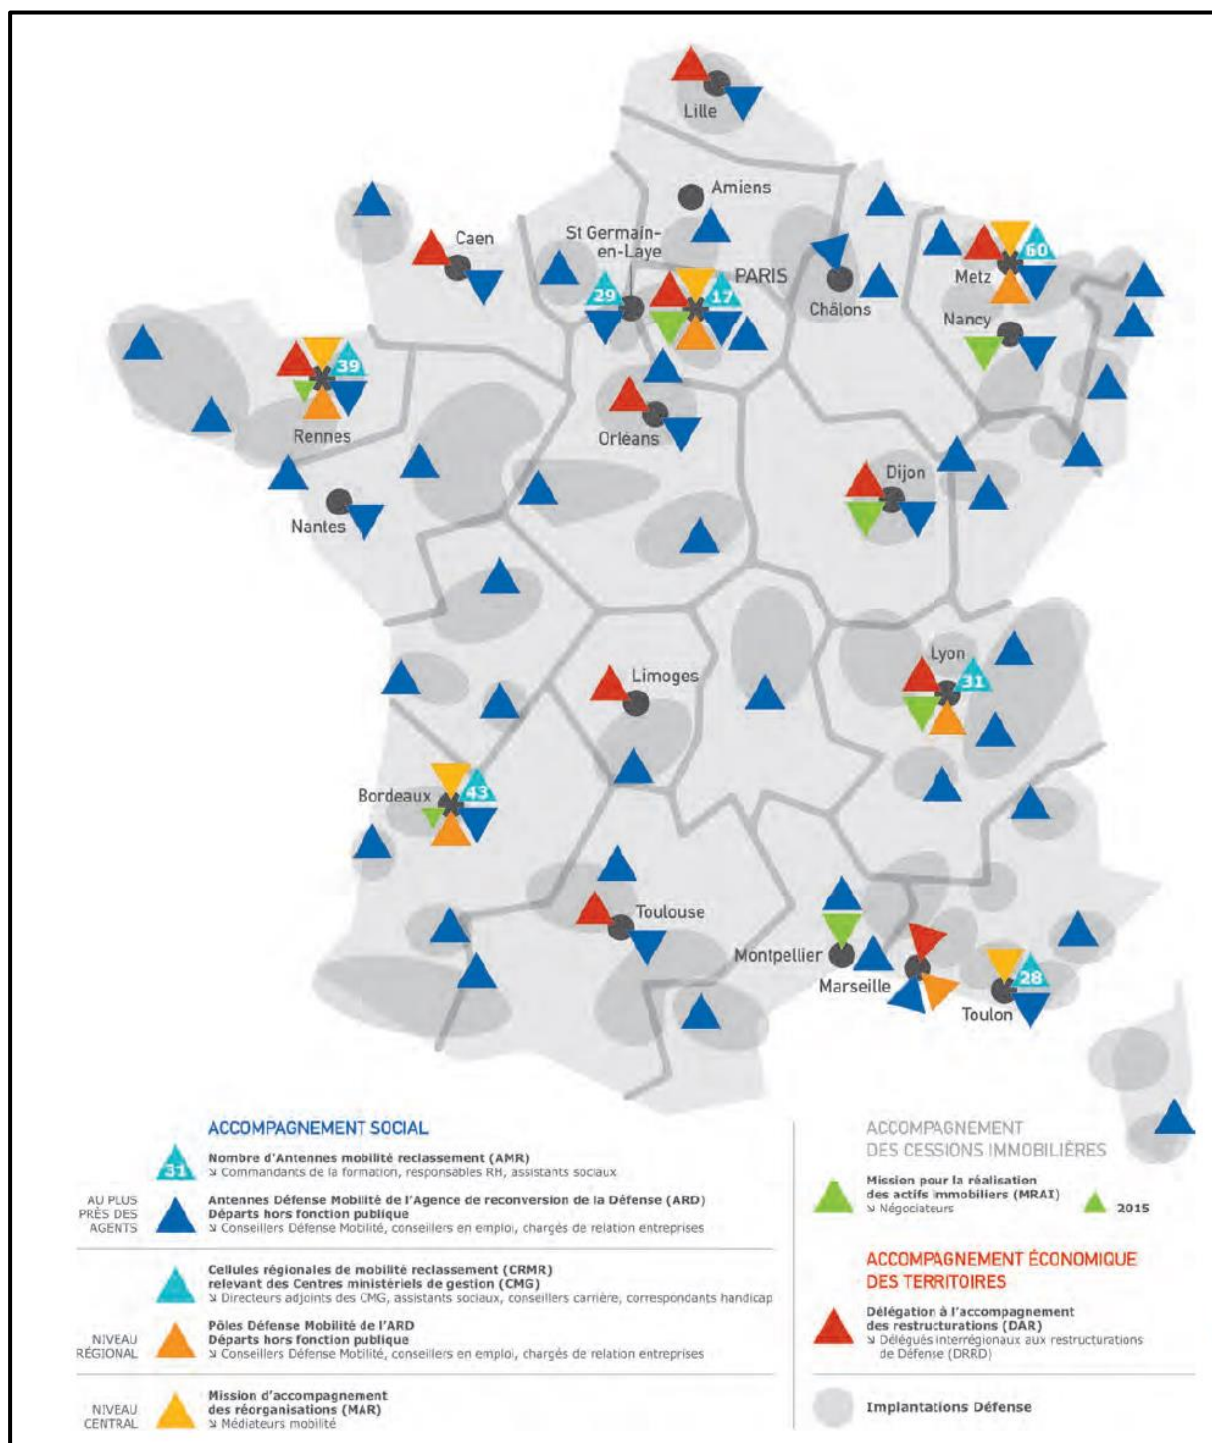 Lille
Amiens
Caen
St Germain-
en-Laye
PARIS
29
17
Châlons
Metz
60
Nancy
39
Rennes
Orléans
Nantes
Dijon
Limoges
Lyon
31
Bordeaux
43
Toulouse
Montpellier
Marseille
28
Toulon
ACCOMPAGNEMENT SOCIAL
31
Nombre d'Antennes mobilité reclassement (AMR)
↘ Commandants de la formation, responsables RH, assistants sociaux
AU PLUS
PRÈS DES
AGENTS
Antennes Défense Mobilité de l'Agence de reconversion de la Défense (ARD)
Départs hors fonction publique
↘ Conseillers Défense Mobilité, conseillers en emploi, chargés de relation entreprises
Cellules régionales de mobilité reclassement (CRMR)
relevant des Centres ministériels de gestion (CMG)
↘ Directeurs adjoints des CMG, assistants sociaux, conseillers carrière, correspondants handicap
NIVEAU
RÉGIONAL
Pôles Défense Mobilité de l'ARD
Départs hors fonction publique
↘ Conseillers Défense Mobilité, conseillers en emploi, chargés de relation entreprises
NIVEAU
CENTRAL
Mission d'accompagnement
des réorganisations (MAR)
↘ Médiateurs mobilité
ACCOMPAGNEMENT
DES CESSIONS IMMOBILIÈRES
Mission pour la réalisation
des actifs immobiliers (MRAI)
↘ Négociateurs
2015
ACCOMPAGNEMENT ÉCONOMIQUE
DES TERRITOIRES
Délégation à l'accompagnement
des restructurations (DAR)
↘ Délégués interrégionaux aux restructurations
de Défense (DRRD)
Implantations Défense